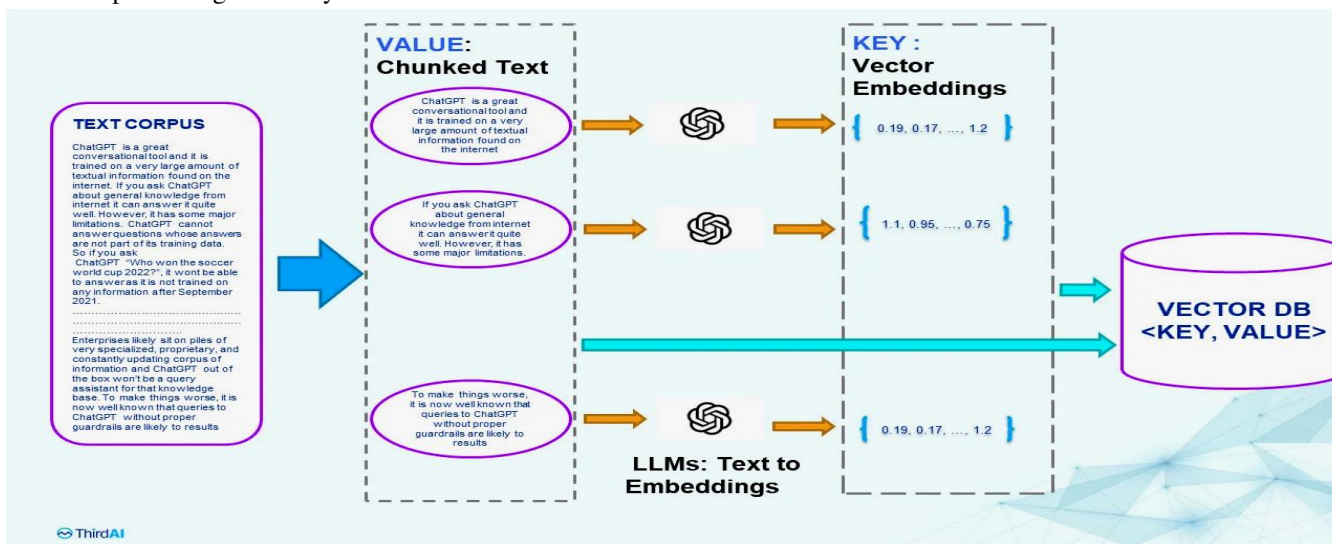 VALUE:
Chunked Text
KEY :
Vector
Embeddings
TEXT CORPUS
ChatGPT is a great
conversational tool and it is
trained on a very large amount of
textual information found on the
internet. If you ask ChatGPT
about general knowledge from
internet it can answer it quite
well. However, it has some major
limitations. ChatGPT cannot
answer questions whose answers
are not part of its training data.
So if you ask
ChatGPT "Who won the soccer
world cup 2022?", it wont be able
to answer as it is not trained on
any information after September
2021.
Enterprises likely sit on piles of
very specialized, proprietary, and
constantly updating corpus of
information and ChatGPT out of
the box won't be a query
assistant for that knowledge
base. To make things worse, it is
now well known that queries to
ChatGPT without proper
guardrails are likely to results
ChatGPT is a great
conversational tool and
it is trained on a very
large amount of textual
information found on
the internet
{ 0.19, 0.17, ..., 1.2 }
If you ask ChatGPT
about general
knowledge from internet
it can answer it quite
well. However, it has
some major limitations.
{ 1.1, 0.95, ..., 0.75 }
To make things worse,
it is now well known that
queries to ChatGPT
without proper
guardrails are likely to
results
{ 0.19, 0.17, ..., 1.2 }
LLMs: Text to
Embeddings
VECTOR DB
<KEY, VALUE>
ThirdAI